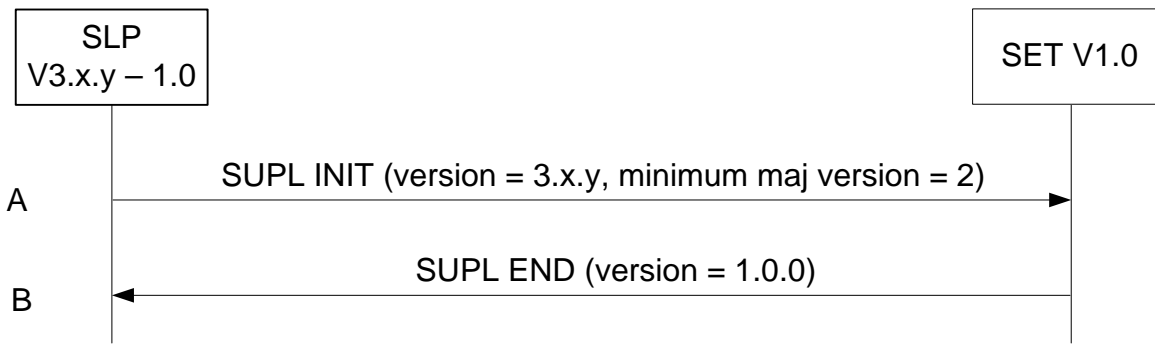 SLP
V3.x.y – 1.0
SET V1.0
SUPL INIT (version = 3.x.y, minimum maj version = 2)
A
SUPL END (version = 1.0.0)
B